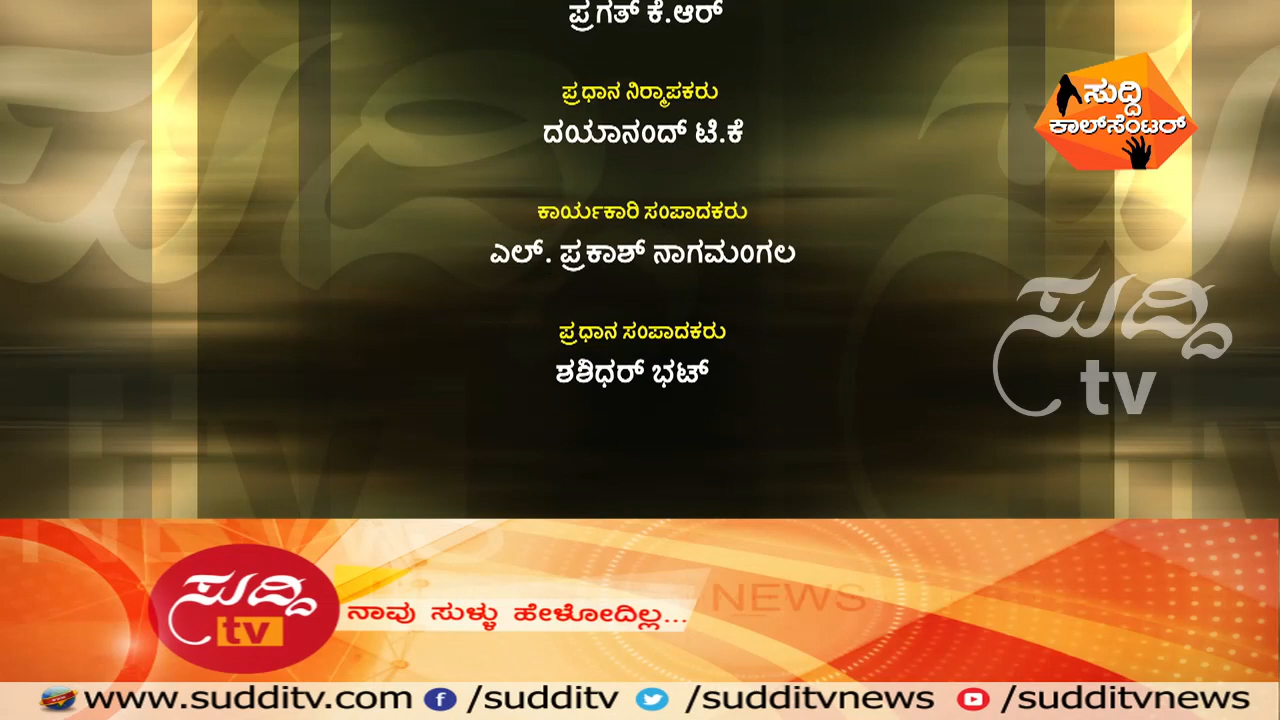 ಪ್ರಗತ್ ಕೆ.ಆರ್
ಪ್ರಧಾನ ನಿರ‍್ಮಾಪಕರು
ದಯಾನಂದ್ ಟಿ.ಕೆ
ಸುದ್ದಿ
ಕಾಲ್‌ಸೆಂಟರ್
ಕಾರ್ಯಕಾರಿ ಸಂಪಾದಕರು
ಎಲ್. ಪ್ರಕಾಶ್ ನಾಗಮಂಗಲ
ಪ್ರಧಾನ ಸಂಪಾದಕರು
ಶಶಿಧರ್ ಭಟ್
ಸುದ್ದಿ
tv
NEWS
ಸುದ್ದಿ
tv
ನಾವು ಸುಳ್ಳು ಹೇಳೋದಿಲ್ಲ...
NEWS
www.sudditv.com /sudditv /sudditvnews /sudditvnews